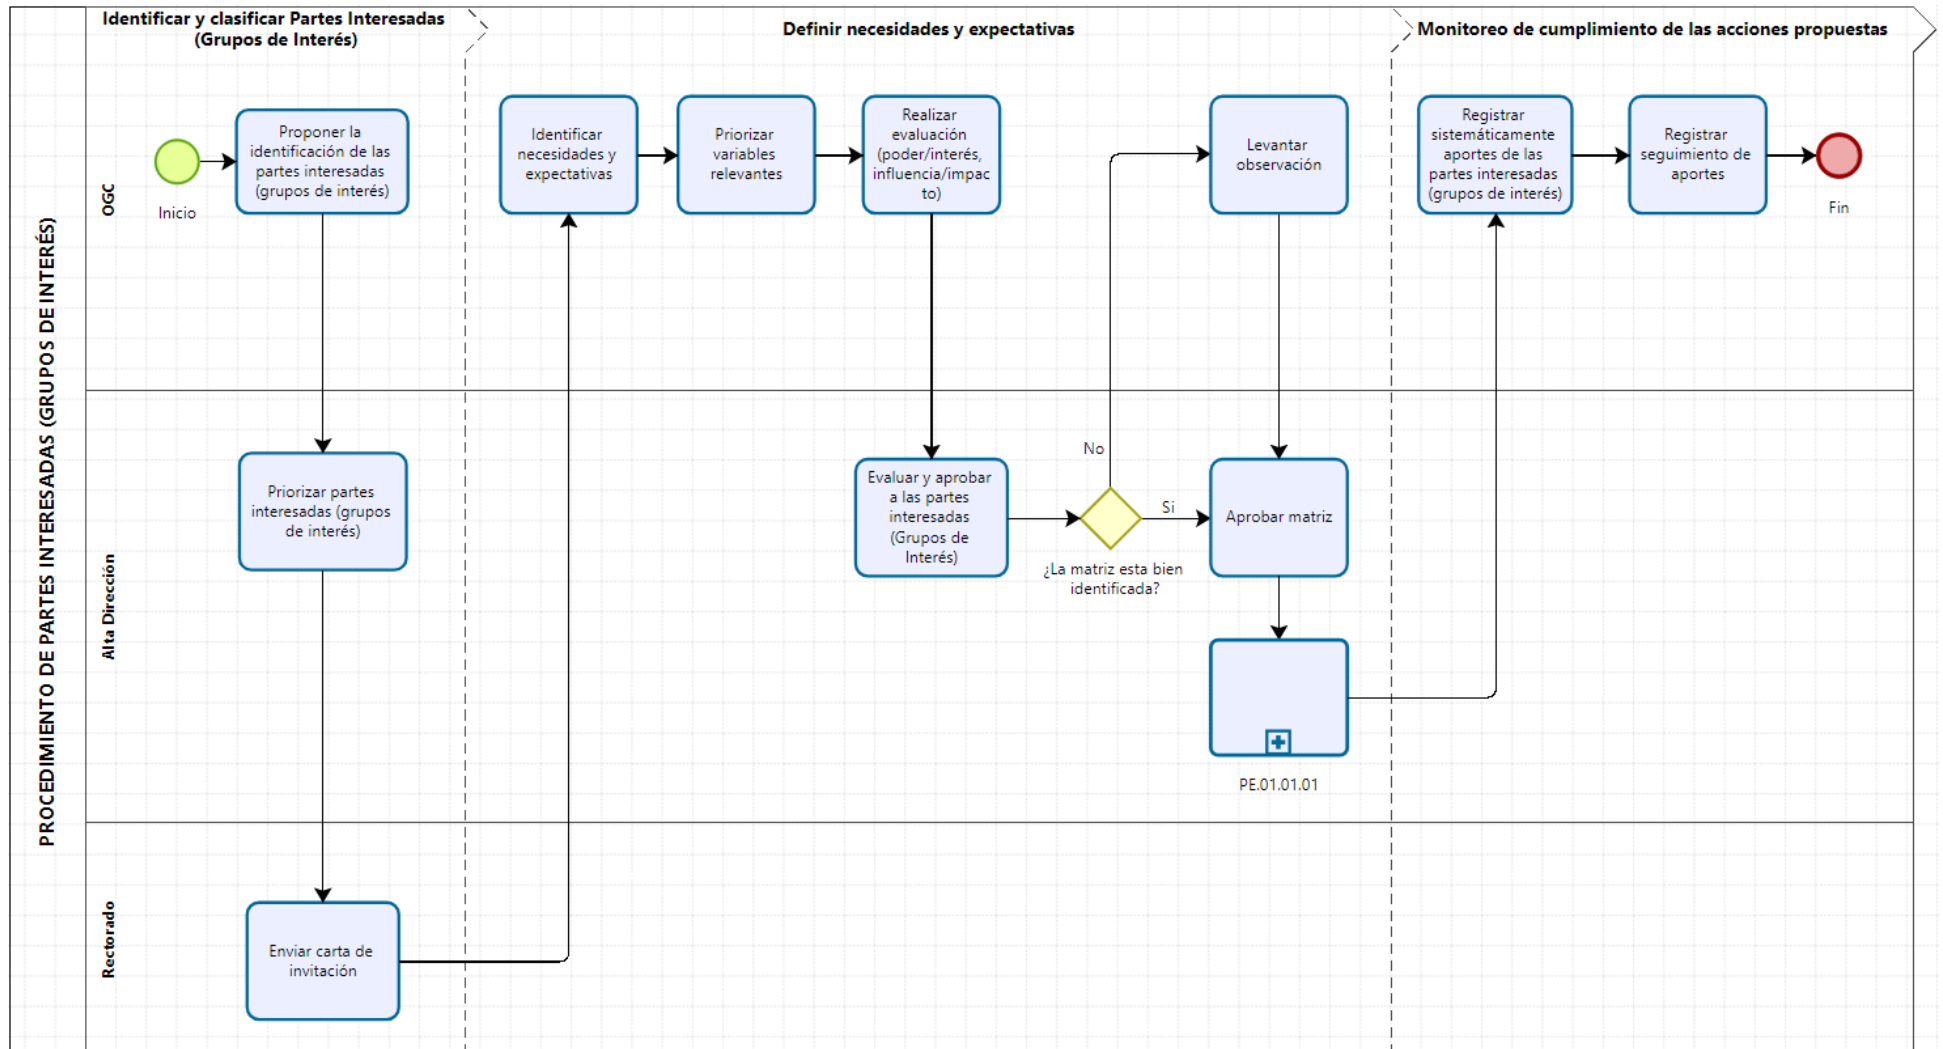 PROCEDIMIENTO DE PARTES INTERESADAS (GRUPOS DE INTERÉS)
Identificar y clasificar Partes Interesadas
(Grupos de Interés)
Definir necesidades y expectativas
Monitoreo de cumplimiento de las acciones propuestas
OGC
Inicio
Proponer la
identificación de las
partes interesadas
(grupos de interés)
Identificar
necesidades y
expectativas
Priorizar
variables
relevantes
Realizar
evaluación
(poder/interés,
influencia/impac
to)
Levantar
observación
Registrar
sistemáticamente
aportes de las
partes interesadas
(grupos de interés)
Registrar
seguimiento de
aportes
Fin
Alta Dirección
Priorizar partes
interesadas (grupos
de interés)
Evaluar y aprobar
a las partes
interesadas
(Grupos de
Interés)
No
Si
¿La matriz esta bien
identificada?
Aprobar matriz
PE.01.01.01
Rectorado
Enviar carta de
invitación